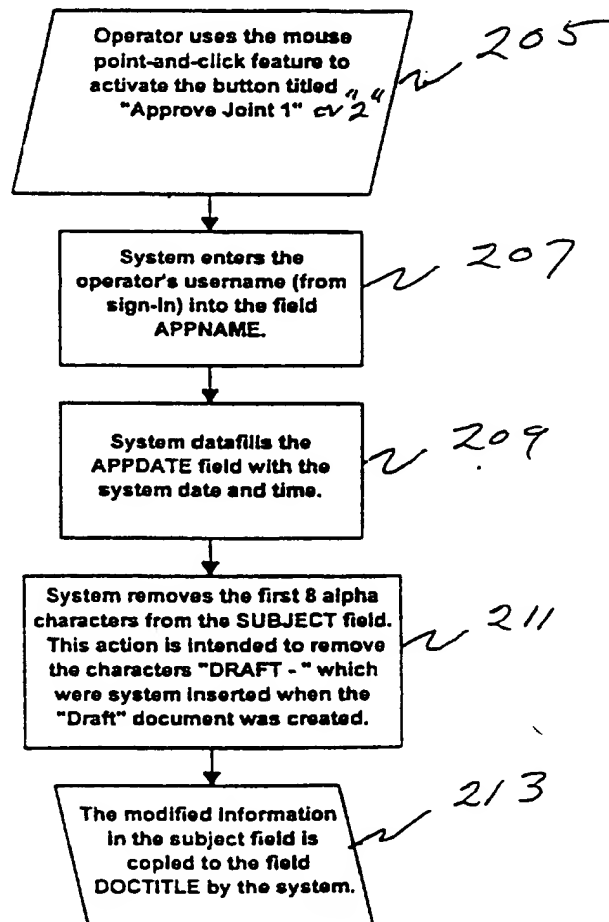 Operator uses the mouse
point-and-click feature to
activate the button titled
"Approve Joint 1" or "2"
205
System enters the
operator's username (from
sign-in) into the field
APPNAME.
207
System datafills the
APPDATE field with the
system date and time.
209
System removes the first 8 alpha
characters from the SUBJECT field.
This action is intended to remove
the characters "DRAFT - " which
were system inserted when the
"Draft" document was created.
211
The modified information
in the subject field is
copied to the field
DOCTITLE by the system.
213